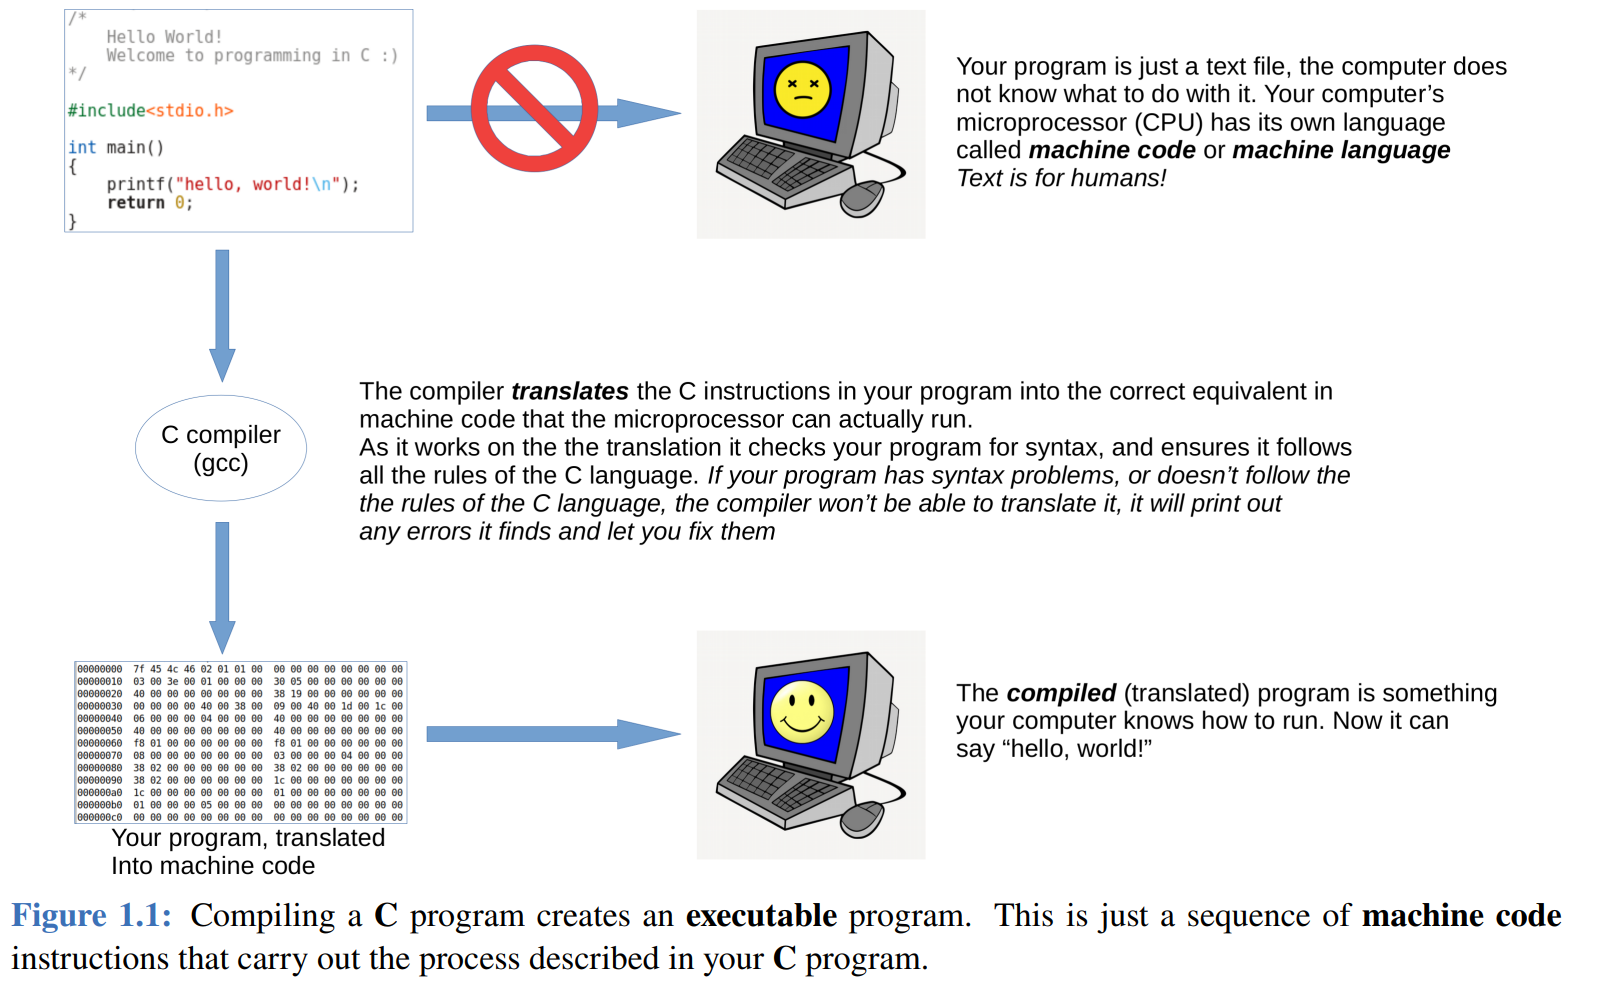 /*
    Hello World!
    Welcome to programming in C :)
*/
#include<stdio.h>
int main()
{
    printf("hello, world!\n");
    return 0;
}
Your program is just a text file, the computer does
not know what to do with it. Your computer’s
microprocessor (CPU) has its own language
called machine code or machine language
Text is for humans!
C compiler
(gcc)
The compiler translates the C instructions in your program into the correct equivalent in
machine code that the microprocessor can actually run.
As it works on the the translation it checks your program for syntax, and ensures it follows
all the rules of the C language. If your program has syntax problems, or doesn’t follow the
the rules of the C language, the compiler won’t be able to translate it, it will print out
any errors it finds and let you fix them
00000000  7f 45 4c 46 02 01 01 00  00 00 00 00 00 00 00 00
00000010  03 00 3e 00 01 00 00 00  30 05 00 00 00 00 00 00
00000020  40 00 00 00 00 00 00 00  38 19 00 00 00 00 00 00
00000030  00 00 00 00 40 00 38 00  09 00 40 00 1d 00 1c 00
00000040  06 00 00 00 04 00 00 00  40 00 00 00 00 00 00 00
00000050  40 00 00 00 00 00 00 00  40 00 00 00 00 00 00 00
00000060  f8 01 00 00 00 00 00 00  f8 01 00 00 00 00 00 00
00000070  08 00 00 00 00 00 00 00  03 00 00 00 04 00 00 00
00000080  38 02 00 00 00 00 00 00  38 02 00 00 00 00 00 00
00000090  38 02 00 00 00 00 00 00  1c 00 00 00 00 00 00 00
000000a0  1c 00 00 00 00 00 00 00  01 00 00 00 00 00 00 00
000000b0  01 00 00 00 05 00 00 00  00 00 00 00 00 00 00 00
000000c0  00 00 00 00 00 00 00 00  00 00 00 00 00 00 00 00
Your program, translated
Into machine code
The compiled (translated) program is something
your computer knows how to run. Now it can
say “hello, world!”
Figure 1.1: Compiling a C program creates an executable program. This is just a sequence of machine code
instructions that carry out the process described in your C program.